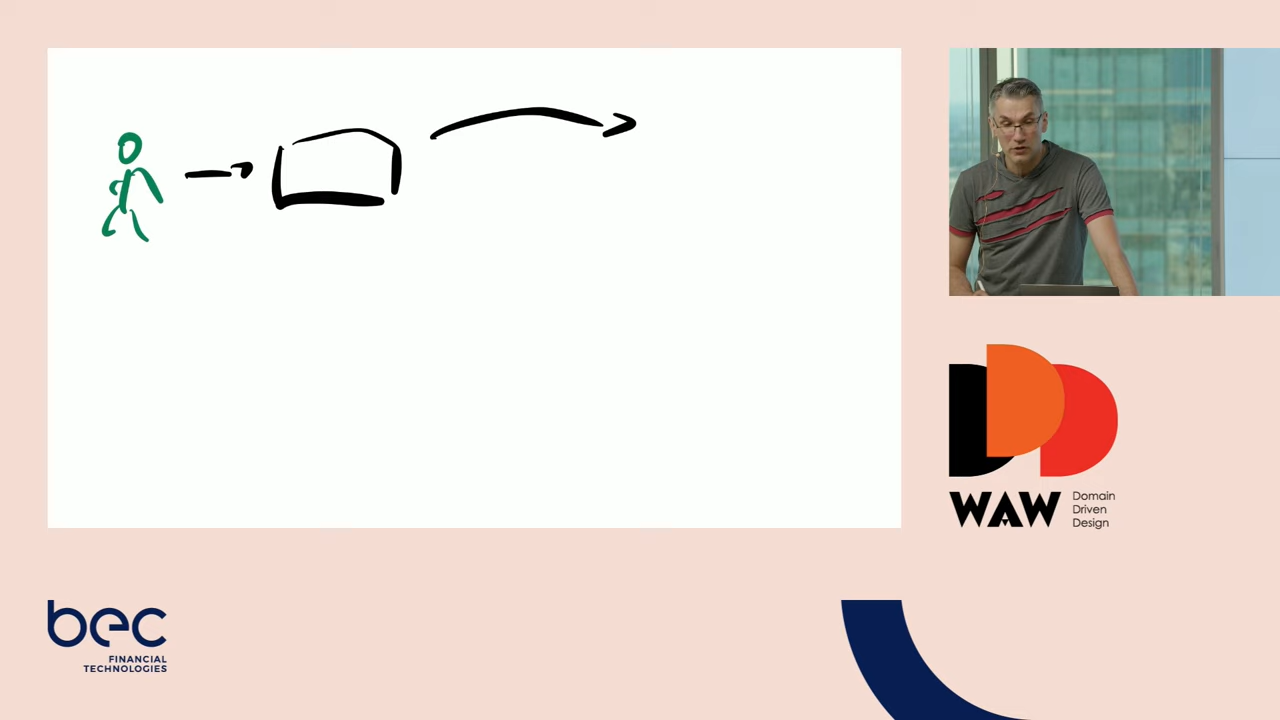 WAW
Domain
Driven
Design
bec
FINANCIAL
TECHNOLOGIES